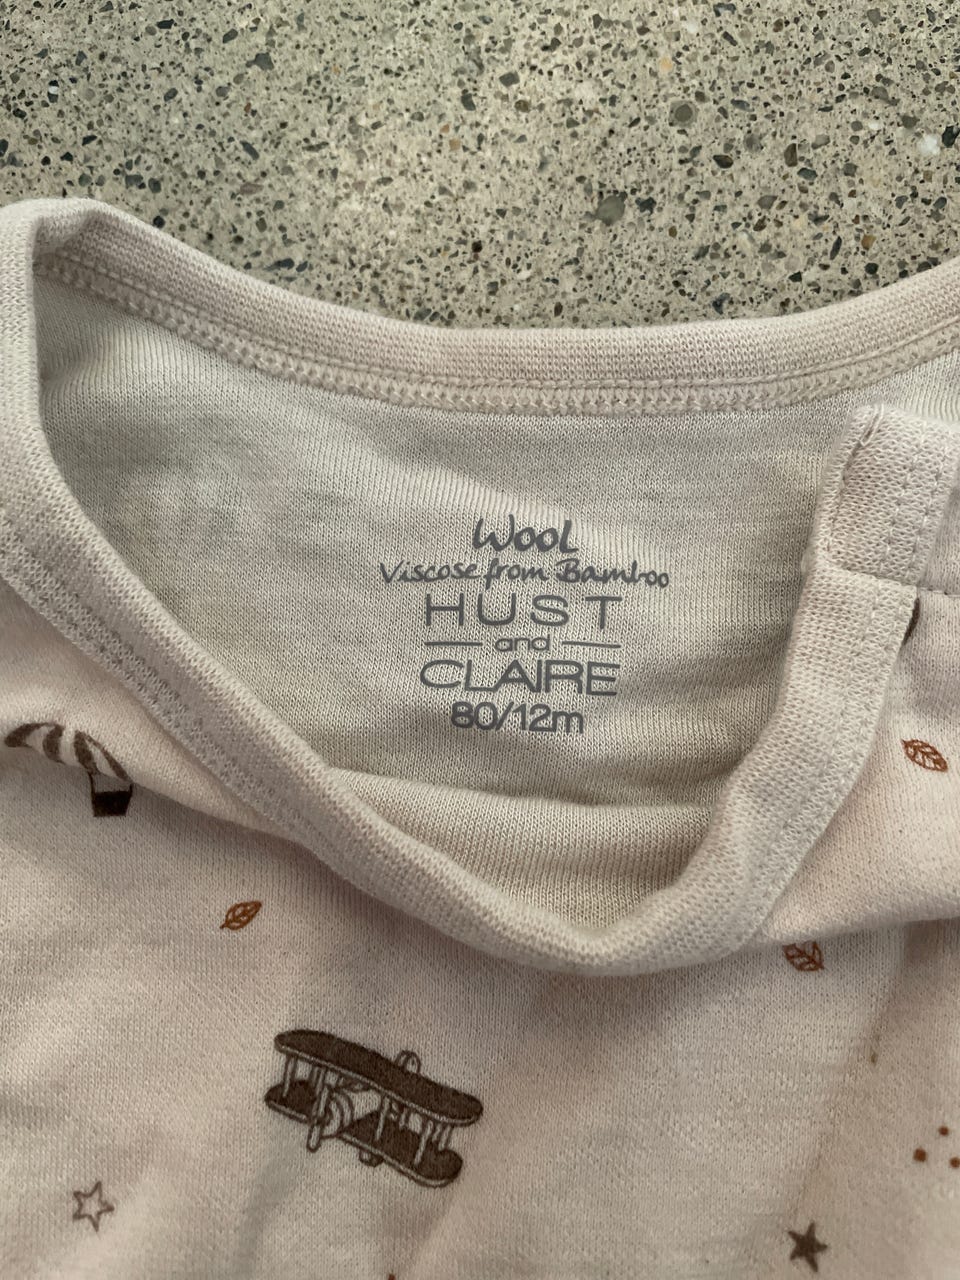 Wool
Viscose from Bamboo
HUST
and
CLAIRE
80/12m